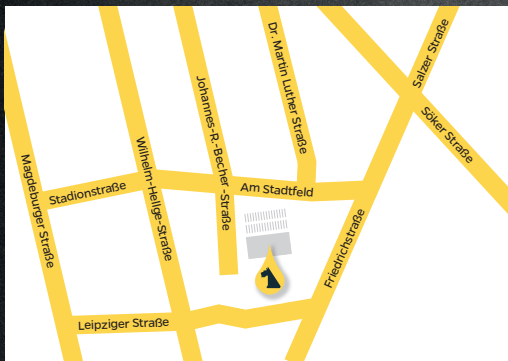 Salzer Straße
Dr. Martin Luther Straße
Johannes-R.-Becher-Straße
Söker Straße
Wilhelm-Hellge-Straße
Magdeburger Straße
Stadionstraße
Am Stadtfeld
Friedrichstraße
Leipziger Straße